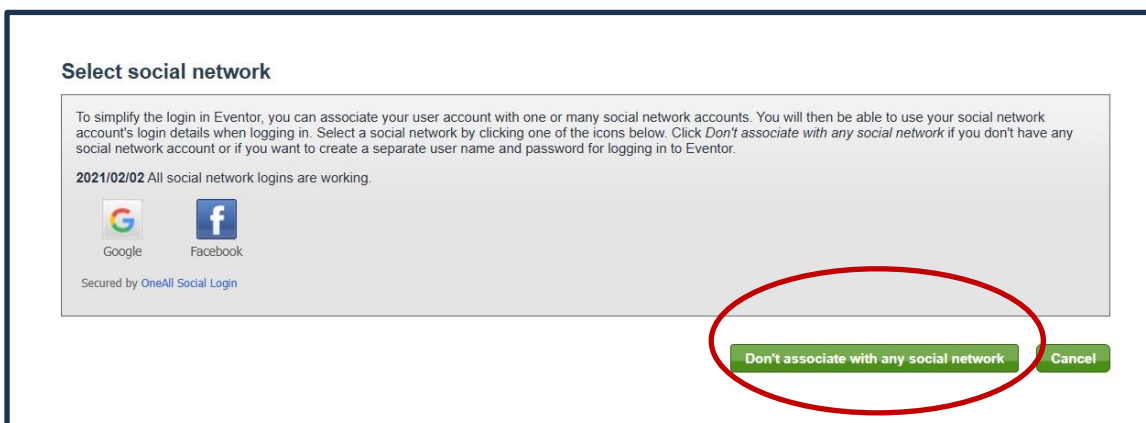 Select social network
To simplify the login in Eventor, you can associate your user account with one or many social network accounts. You will then be able to use your social network
account's login details when logging in. Select a social network by clicking one of the icons below. Click Don't associate with any social network if you don't have any
social network account or if you want to create a separate user name and password for logging in to Eventor.
2021/02/02 All social network logins are working.
Google Facebook
Secured by OneAll Social Login
Don't associate with any social network Cancel